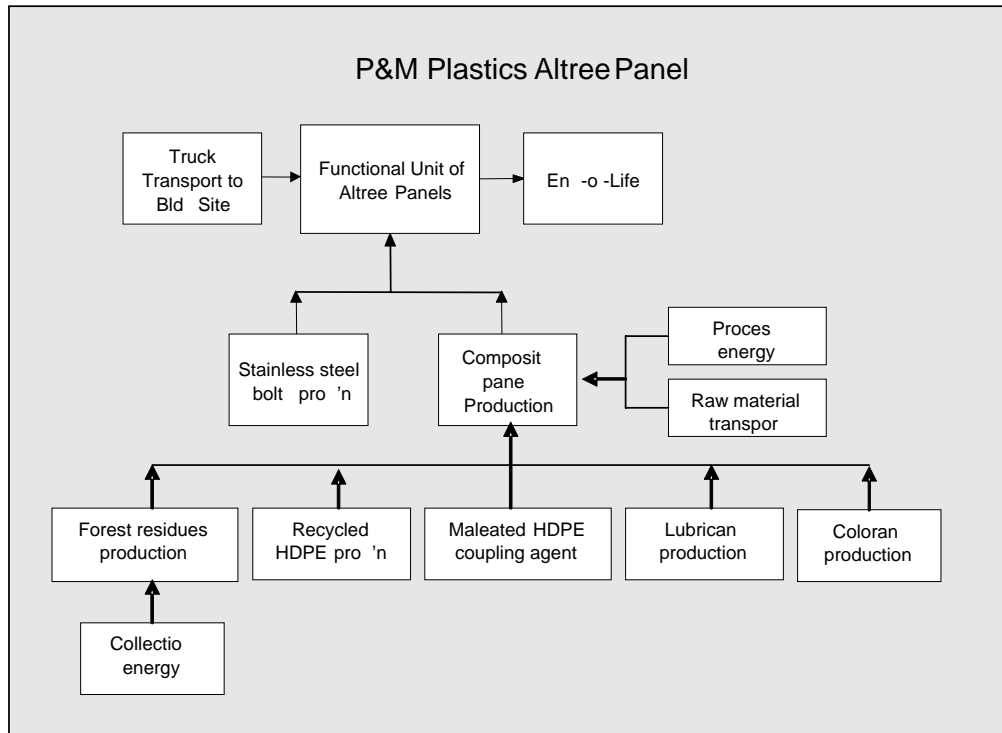 P&M Plastics Altree Panel
Truck
Transport to
Bld Site
Functional Unit of
Altree Panels
En -o -Life
Stainless steel
bolt pro ’n
Composit
pane
Production
Proces
energy
Raw material
transpor
Forest residues
production
Recycled
HDPE pro ’n
Maleated HDPE
coupling agent
Lubrican
production
Coloran
production
Collectio
energy